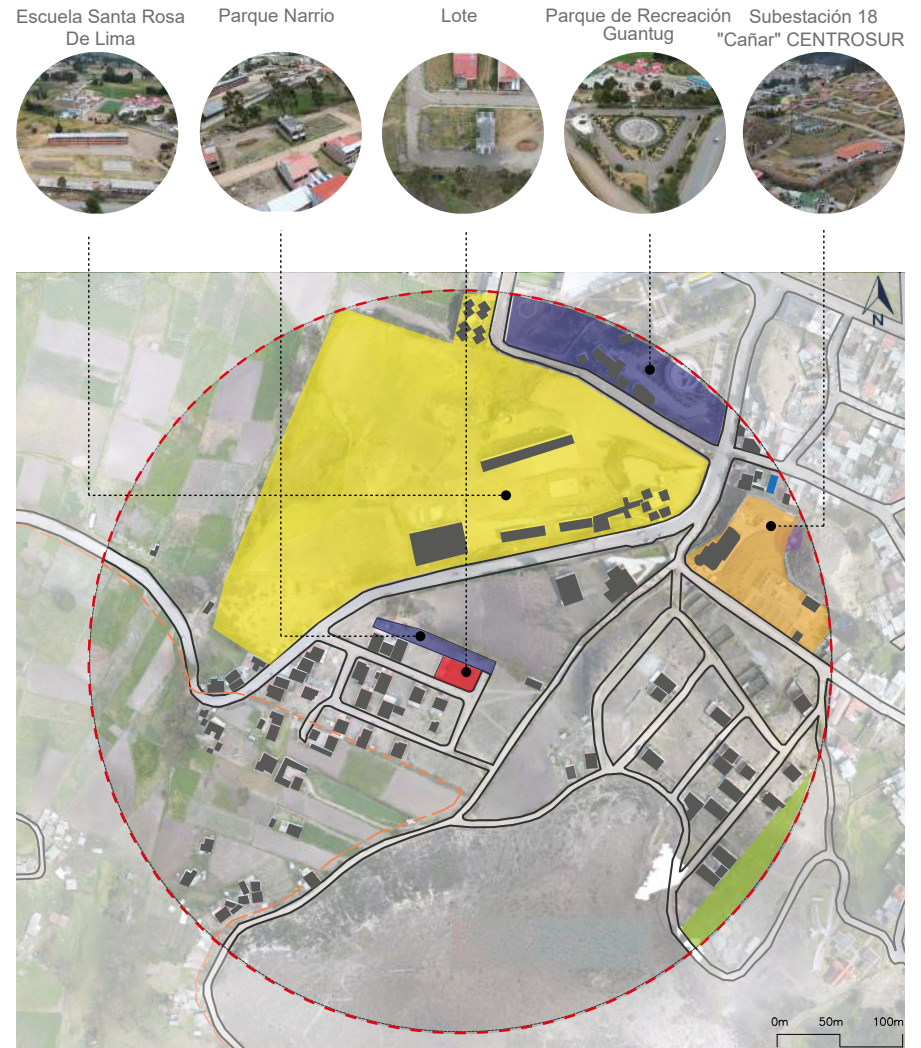 Escuela Santa Rosa
De Lima
Parque Narrio
Lote
Parque de Recreación
Guantug
Subestación 18
"Cañar" CENTROSUR
N
0m 50m 100m